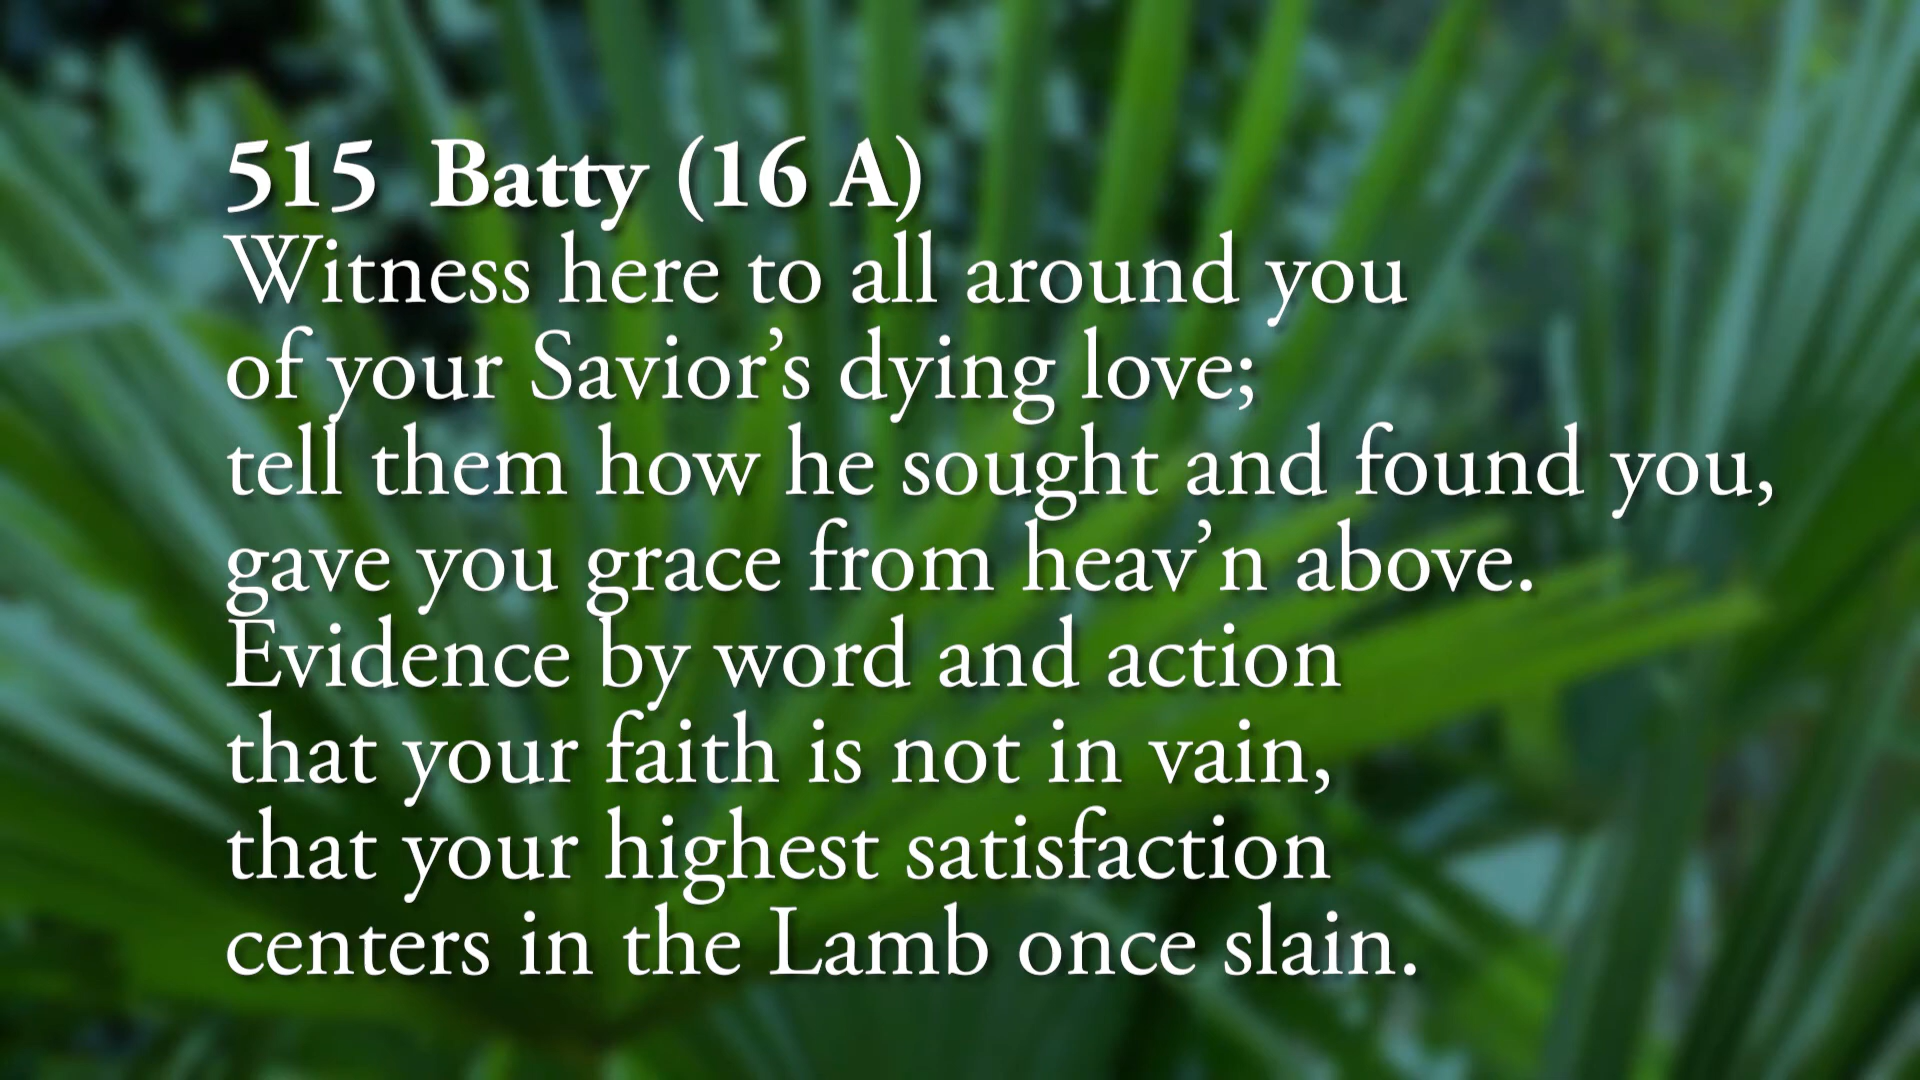 515 Batty (16 A)
Witness here to all around you
of your Savior’s dying love;
tell them how he sought and found you,
gave you grace from heav’n above.
Evidence by word and action
that your faith is not in vain,
that your highest satisfaction
centers in the Lamb once slain.